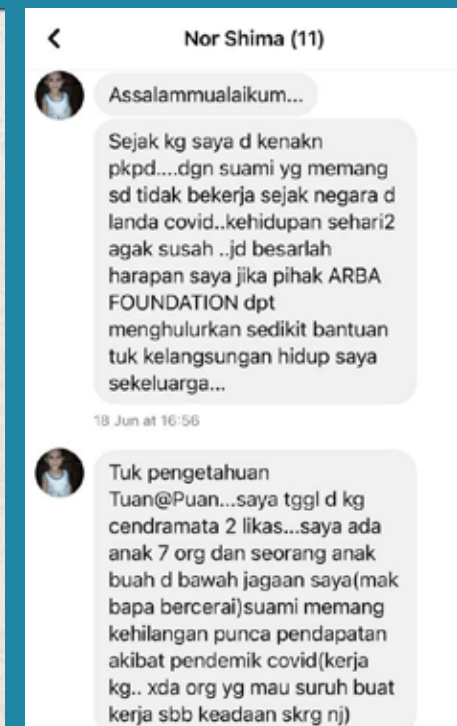 Nor Shima (11)
Assalammualaikum...
Sejak kg saya d kenakn
pkpd....dgn suami yg memang
sd tidak bekerja sejak negara d
landa covid..kehidupan sehari2
agak susah ..jd besarlah
harapan saya jika pihak ARBA
FOUNDATION dpt
menghulurkan sedikit bantuan
tuk kelangsungan hidup saya
sekeluarga...
18 Jun at 16:56
Tuk pengetahuan
Tuan@Puan...saya tggl d kg
cendramata 2 likas...saya ada
anak 7 org dan seorang anak
buah d bawah jagaan saya(mak
bapa bercerai)suami memang
kehilangan punca pendapatan
akibat pendemik covid(kerja
kg.. xda org yg mau suruh buat
kerja sbb keadaan skrg nj)